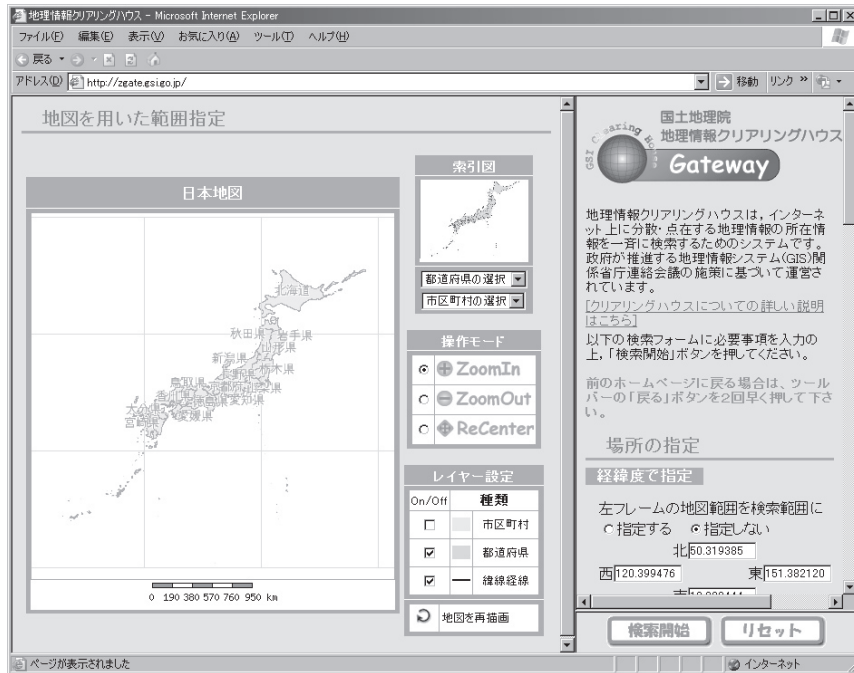 地理情報クリアリングハウス - Microsoft Internet Explorer
ファイル(F) 編集(E) 表示(V) お気に入り(A) ツール(T) ヘルプ(H)
戻る
アドレス(D) http://zgate.gsi.go.jp/ 移動 リンク »
地図を用いた範囲指定
日本地図
北海道
秋田県 岩手県
山形県
新潟県
栃木県
長野県
鳥取県
愛知県
大分県
愛媛県
宮崎県
0 190 380 570 760 950 km
索引図
都道府県の選択
市区町村の選択
操作モード
ZoomIn
ZoomOut
ReCenter
レイヤー設定
On/Off 種類
市区町村
都道府県
緯線経線
地図を再描画
GSI Clearing House
国土地理院
地理情報クリアリングハウス
Gateway
地理情報クリアリングハウスは，インターネ
ット上に分散・点在する地理情報の所在情
報を一斉に検索するためのシステムです。
政府が推進する地理情報システム(GIS)関
係省庁連絡会議の施策に基づいて運営さ
れています。
[クリアリングハウスについての詳しい説明
はこちら]
以下の検索フォームに必要事項を入力の
上，「検索開始」ボタンを押してください。
前のホームページに戻る場合は、ツール
バーの「戻る」ボタンを2回早く押して下さ
い。
場所の指定
経緯度で指定
左フレームの地図範囲を検索範囲に
指定する 指定しない
北 50.319385
西 120.399476 東 151.382120
検索開始 リセット
ページが表示されました
インターネット